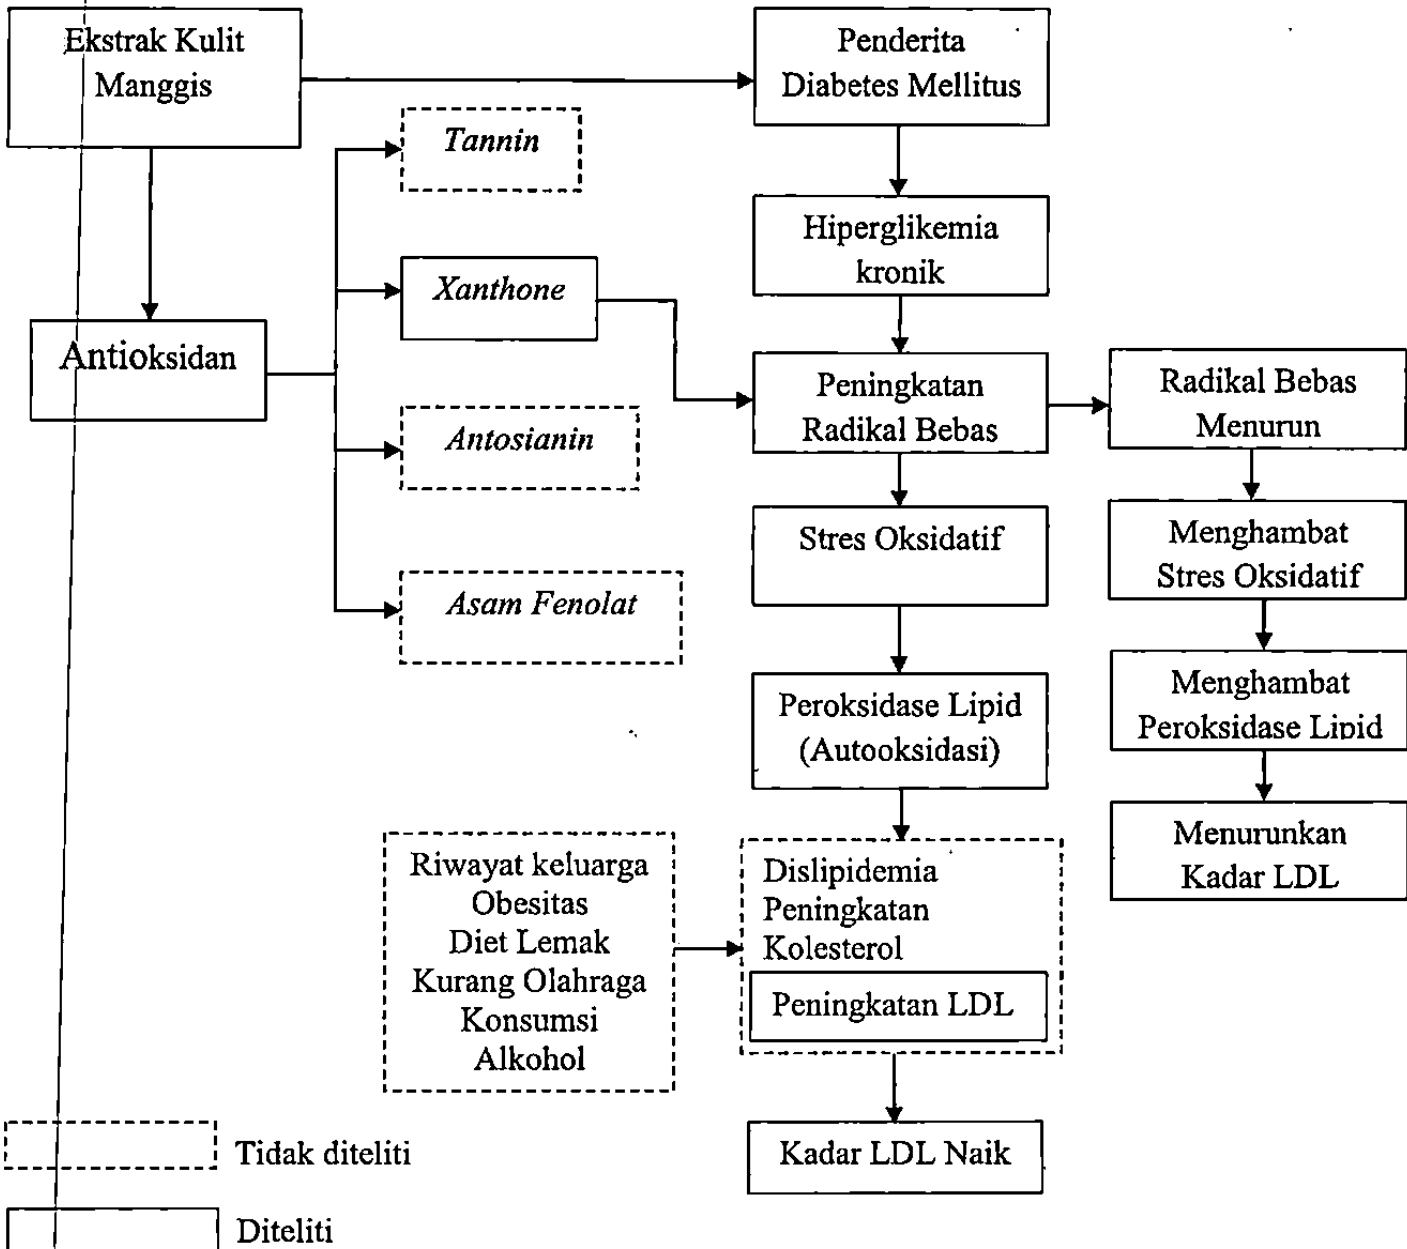 Ekstrak Kulit
Manggis
Penderita
Diabetes Mellitus
Tannin
Hiperglikemia
kronik
Xanthone
Antioksidan
Peningkatan
Radikal Bebas
Radikal Bebas
Menurun
Antosianin
Stres Oksidatif
Menghambat
Stres Oksidatif
Asam Fenolat
Peroksidase Lipid
(Autooksidasi)
Menghambat
Peroksidase Lipid
Menurunkan
Kadar LDL
Riwayat keluarga
Obesitas
Diet Lemak
Kurang Olahraga
Konsumsi
Alkohol
Dislipidemia
Peningkatan
Kolesterol
Peningkatan LDL
Kadar LDL Naik
Tidak diteliti
Diteliti